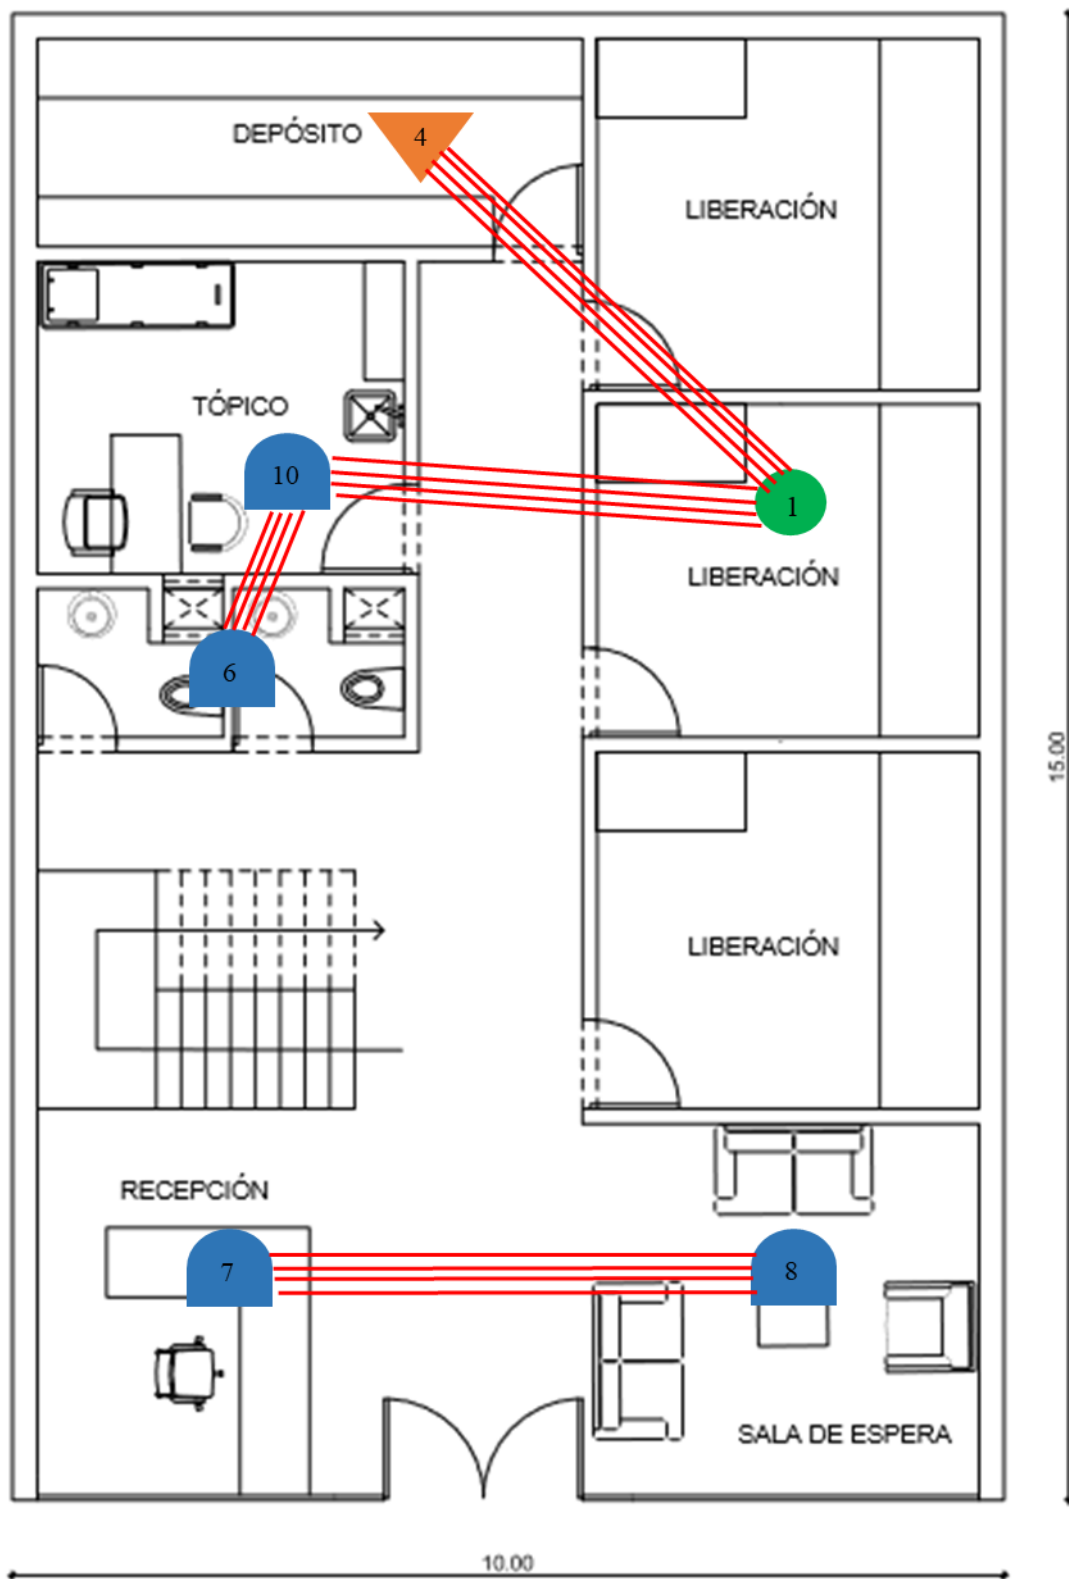 4
DEPÓSITO
LIBERACIÓN
TÓPICO
10
1
LIBERACIÓN
6
15.00
LIBERACIÓN
RECEPCIÓN
7
8
SALA DE ESPERA
10.00